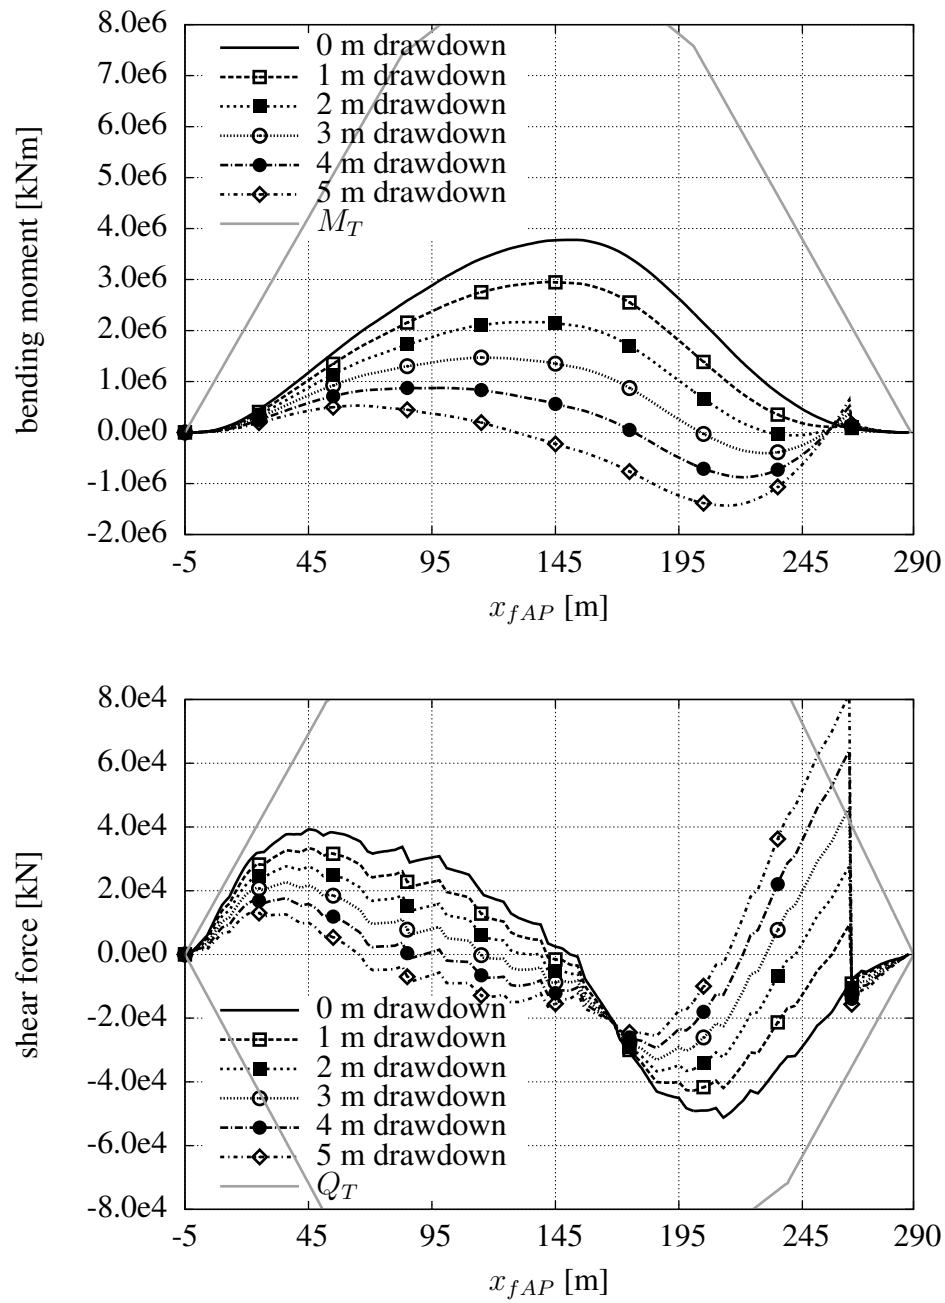 8.0e6
7.0e6
6.0e6
5.0e6
4.0e6
3.0e6
2.0e6
1.0e6
0.0e0
-1.0e6
-2.0e6
bending moment [kNm]
0 m drawdown
1 m drawdown
2 m drawdown
3 m drawdown
4 m drawdown
5 m drawdown
M_T
-5 45 95 145 195 245 290
x_{fAP} [m]
8.0e4
6.0e4
4.0e4
2.0e4
0.0e0
-2.0e4
-4.0e4
-6.0e4
-8.0e4
shear force [kN]
0 m drawdown
1 m drawdown
2 m drawdown
3 m drawdown
4 m drawdown
5 m drawdown
Q_T
-5 45 95 145 195 245 290
x_{fAP} [m]